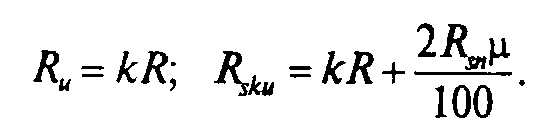 R_u = kR; R_sku = kR + 2R_sn μ / 100.